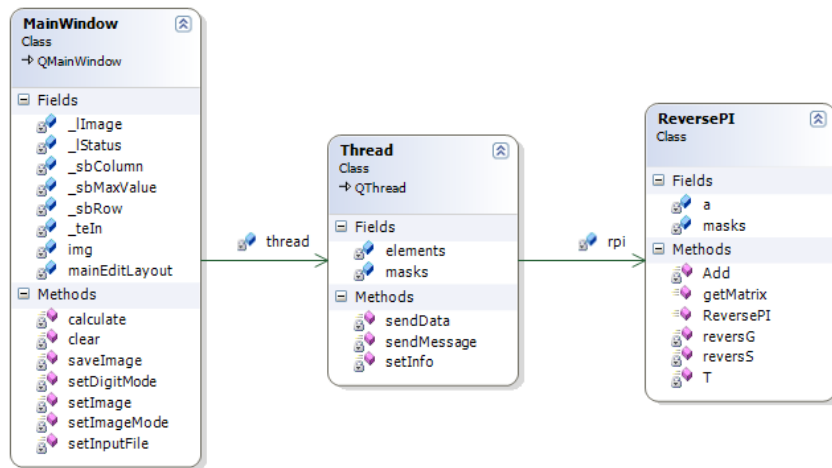 MainWindow
Class
QMainWindow
Fields
_lImage
_lStatus
_sbColumn
_sbMaxValue
_sbRow
_teIn
img
mainEditLayout
Methods
calculate
clear
saveImage
setDigitMode
setImage
setImageMode
setInputFile
thread
Thread
Class
QThread
Fields
elements
masks
Methods
sendData
sendMessage
setInfo
rpi
ReversePI
Class
Fields
a
masks
Methods
Add
getMatrix
ReversePI
reversG
reversS
T